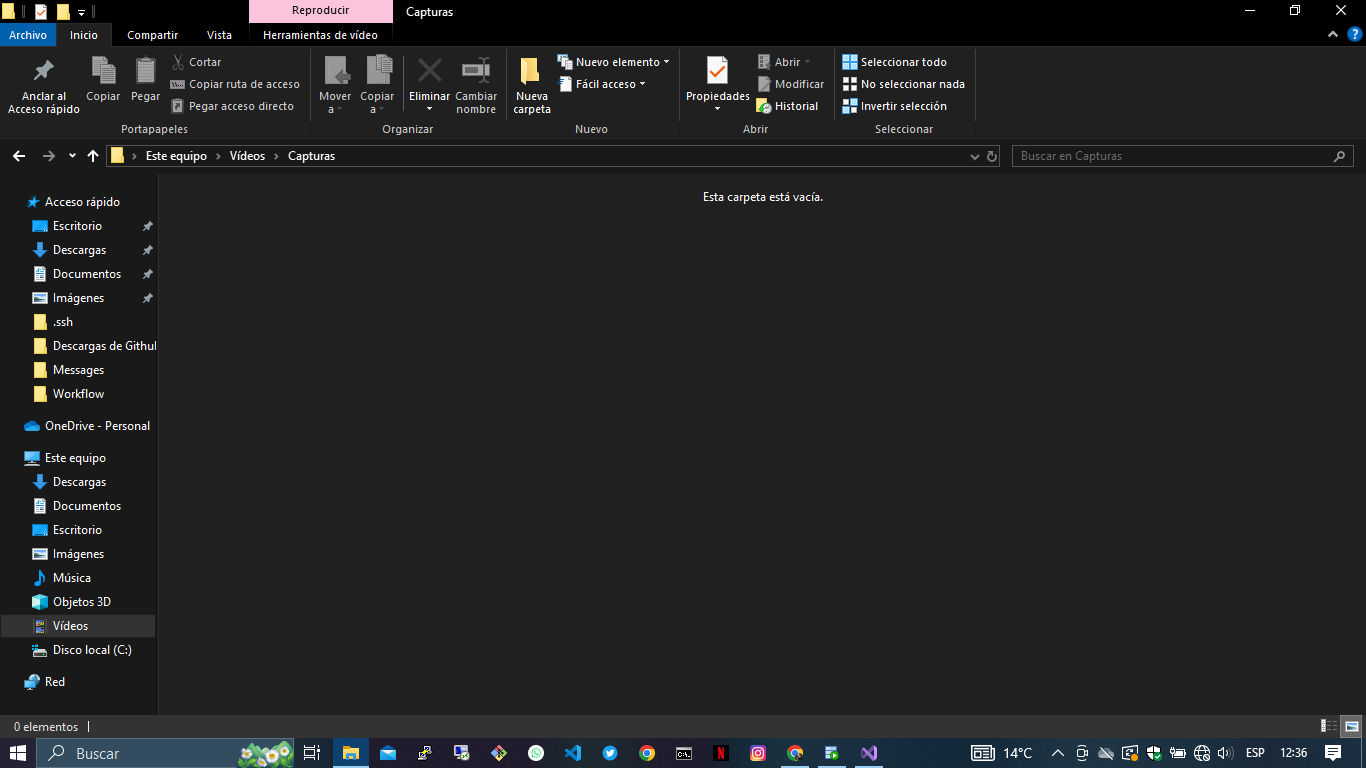 Reproducir
Capturas
Archivo
Inicio
Compartir
Vista
Herramientas de vídeo
Anclar al
Acceso rápido
Copiar
Pegar
Cortar
Copiar ruta de acceso
Pegar acceso directo
Portapapeles
Mover
a
Copiar
a
Eliminar
Cambiar
nombre
Organizar
Nueva
carpeta
Nuevo elemento
Fácil acceso
Nuevo
Propiedades
Abrir
Modificar
Historial
Abrir
Seleccionar todo
No seleccionar nada
Invertir selección
Seleccionar
Este equipo
Vídeos
Capturas
Buscar en Capturas
Acceso rápido
Escritorio
Descargas
Documentos
Imágenes
.ssh
Descargas de Githul
Messages
Workflow
OneDrive - Personal
Este equipo
Descargas
Documentos
Escritorio
Imágenes
Música
Objetos 3D
Vídeos
Disco local (C:)
Red
Esta carpeta está vacía.
0 elementos
Buscar
14°C
ESP
12:36